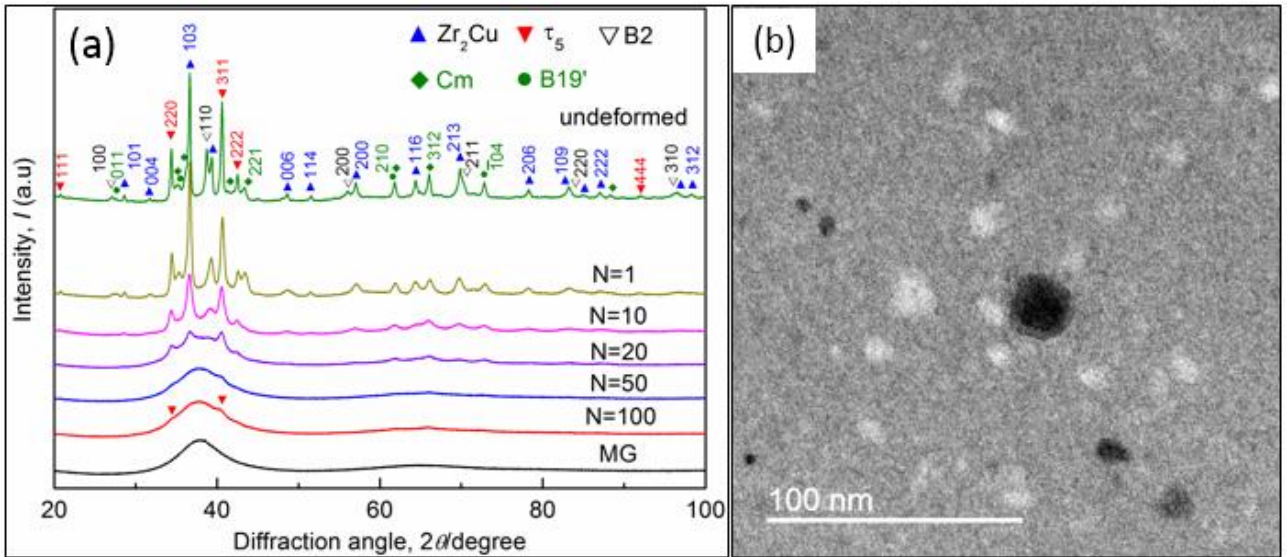 (a)
▲ Zr₂Cu ▼ τ₅ ▽ B2
◆ Cm ● B19'
undeformed
111
100
011
101
004
220
103
110
311
222
221
006
114
200
200
210
116
312
213
211
104
206
109
220
222
444
310
312
N=1
N=10
N=20
N=50
N=100
MG
Intensity, I (a.u)
20 40 60 80 100
Diffraction angle, 2θ/degree
(b)
100 nm